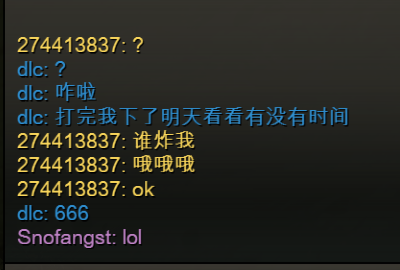 274413837: ?
dlc: ?
dlc: 咋啦
dlc: 打完我下了明天看看有没有时间
274413837: 谁炸我
274413837: 哦哦哦
274413837: ok
dlc: 666
Snofangst: lol